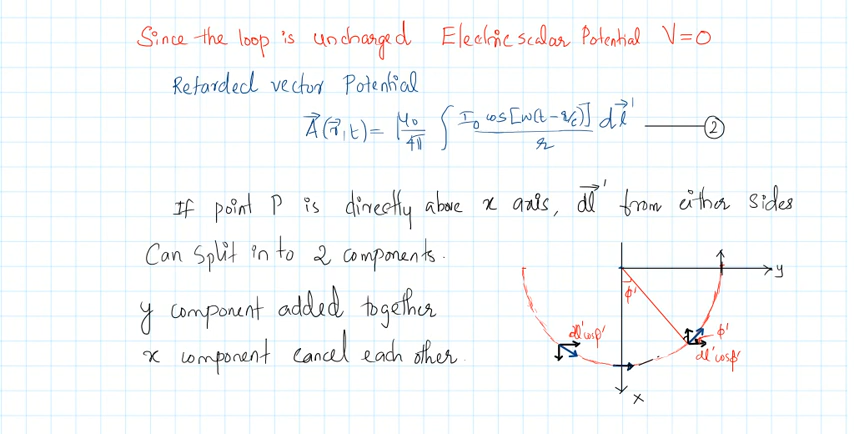 Since the loop is uncharged Electric scalar Potential V=0
Retarded vector Potential
A⃗(r⃗,t)= μ₀/4π ∫ I₀ cos[ω(t-r/c)]/r dl⃗' ——— ②
If point P is directly above x axis, dl⃗' from either sides
Can split in to 2 components.
y component added together
x component cancel each other.
y
φ'
dl'cosφ'
φ'
dl'cosφ'
x